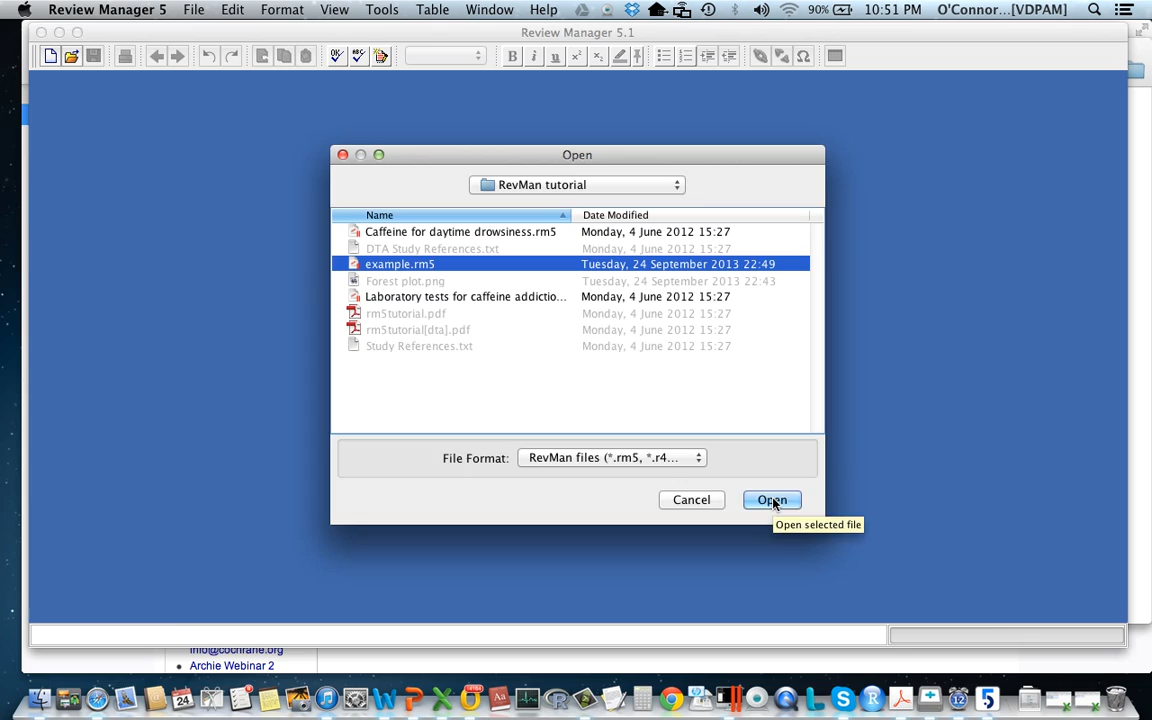 Review Manager 5 File Edit Format View Tools Table Window Help 90% 10:51 PM O'Connor...[VDPAM]
Review Manager 5.1
B i u x² x₂ Ω
Open
RevMan tutorial
Name Date Modified
Caffeine for daytime drowsiness.rm5 Monday, 4 June 2012 15:27
DTA Study References.txt Monday, 4 June 2012 15:27
example.rm5 Tuesday, 24 September 2013 22:49
Forest plot.png Tuesday, 24 September 2013 22:43
Laboratory tests for caffeine addictio... Monday, 4 June 2012 15:27
rm5tutorial.pdf Monday, 4 June 2012 15:27
rm5tutorial[dta].pdf Monday, 4 June 2012 15:27
Study References.txt Monday, 4 June 2012 15:27
File Format: RevMan files (*.rm5, *.r4...
Cancel Open
Open selected file
info@cochrane.org
Archie Webinar 2